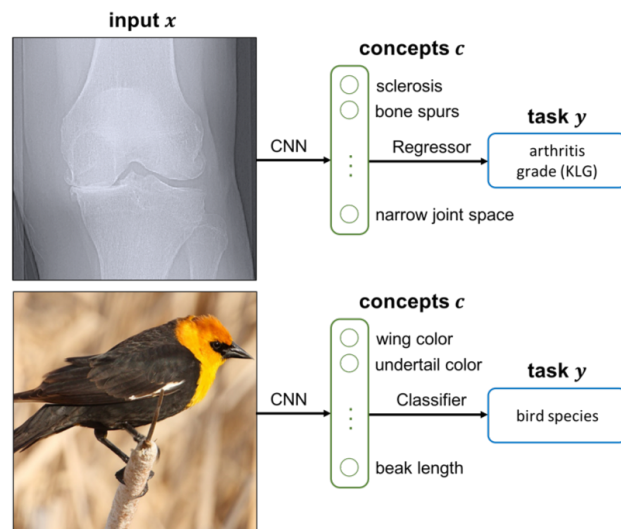 input x
concepts c
sclerosis
bone spurs
CNN
Regressor
narrow joint space
task y
arthritis
grade (KLG)
concepts c
wing color
undertail color
CNN
Classifier
beak length
task y
bird species